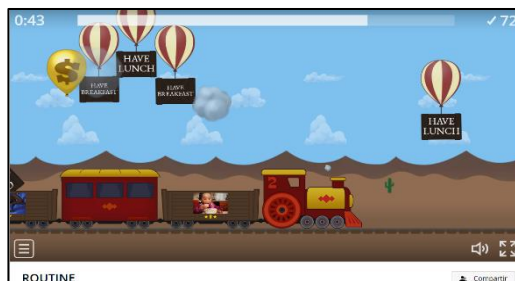 0:43
✓ 72
$
HAVE
LUNCH
HAVE
BREAKFAST
HAVE
BREAKFAST
HAVE
LUNCH
2
ROUTINE
Compartir